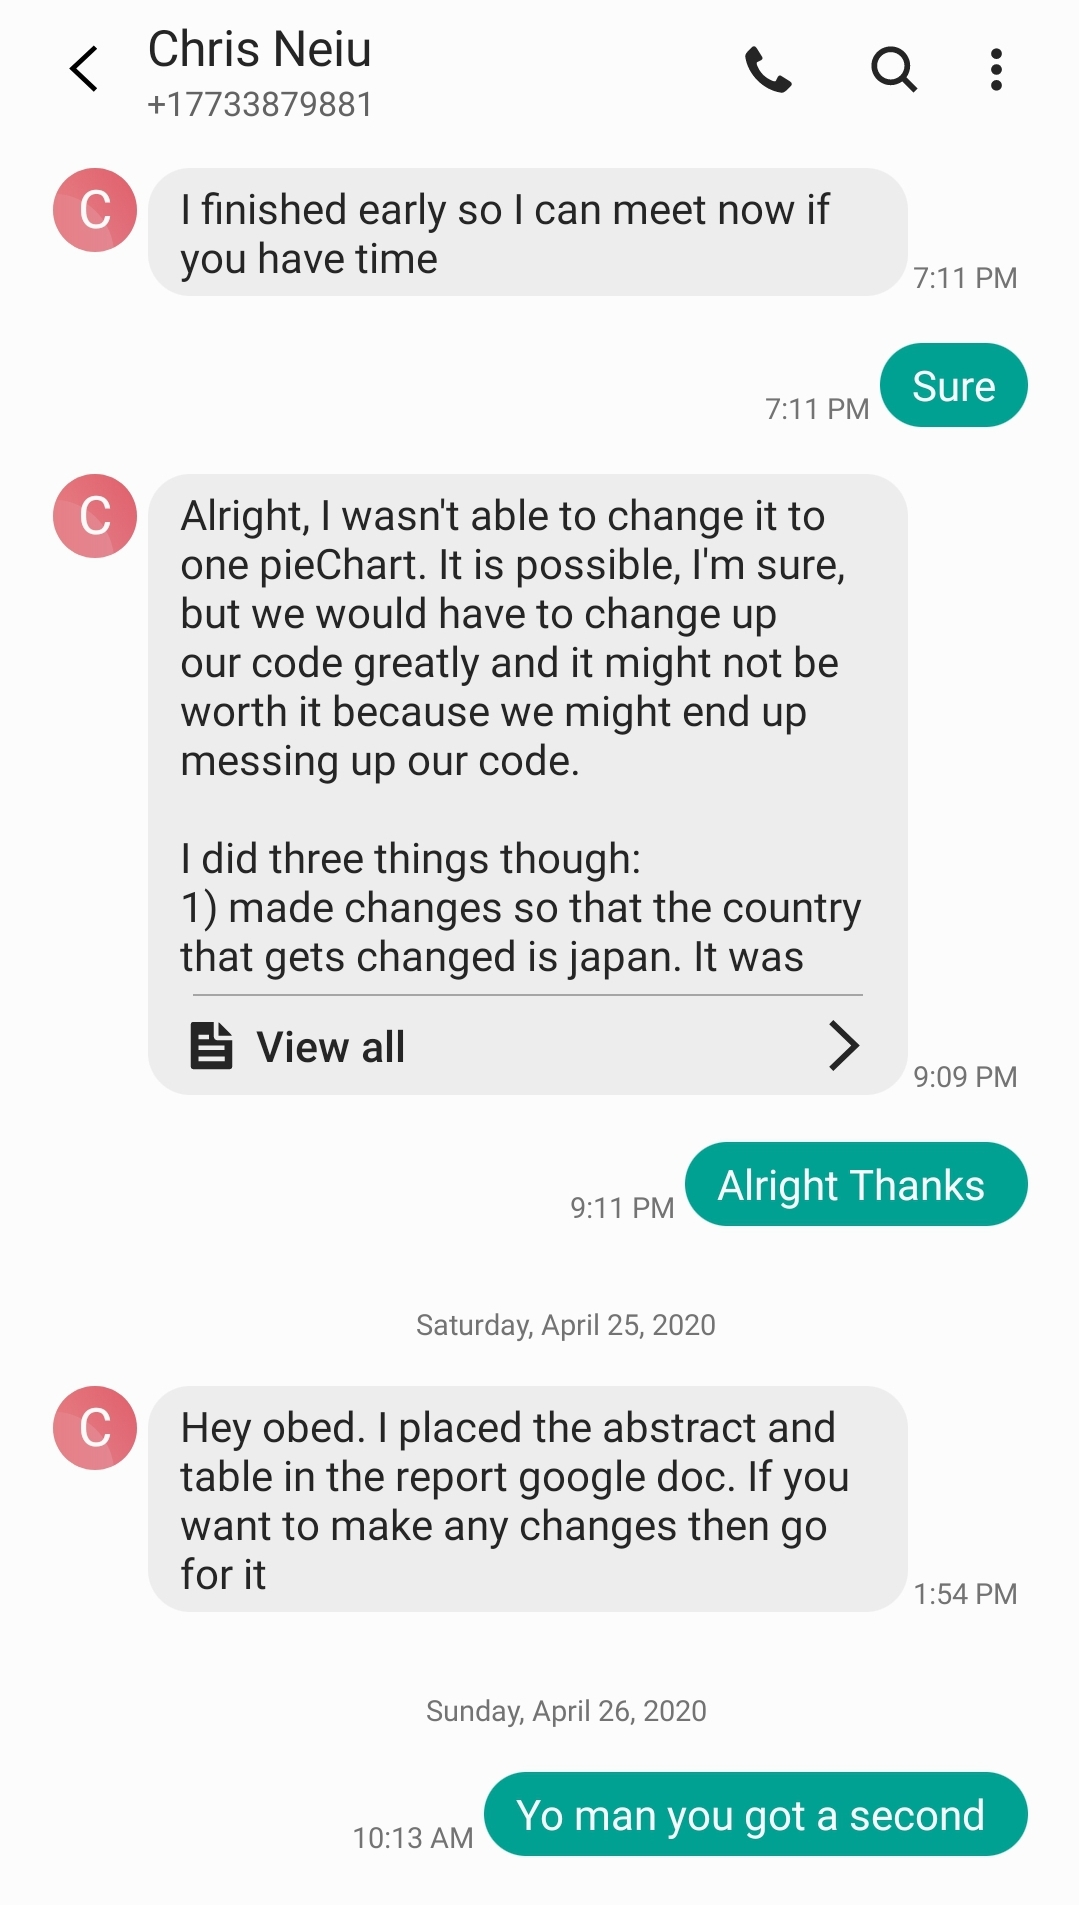 Chris Neiu
+17733879881
C
I finished early so I can meet now if
you have time
7:11 PM
Sure
7:11 PM
C
Alright, I wasn't able to change it to
one pieChart. It is possible, I'm sure,
but we would have to change up
our code greatly and it might not be
worth it because we might end up
messing up our code.
I did three things though:
1) made changes so that the country
that gets changed is japan. It was
View all
9:09 PM
Alright Thanks
9:11 PM
Saturday, April 25, 2020
C
Hey obed. I placed the abstract and
table in the report google doc. If you
want to make any changes then go
for it
1:54 PM
Sunday, April 26, 2020
Yo man you got a second
10:13 AM